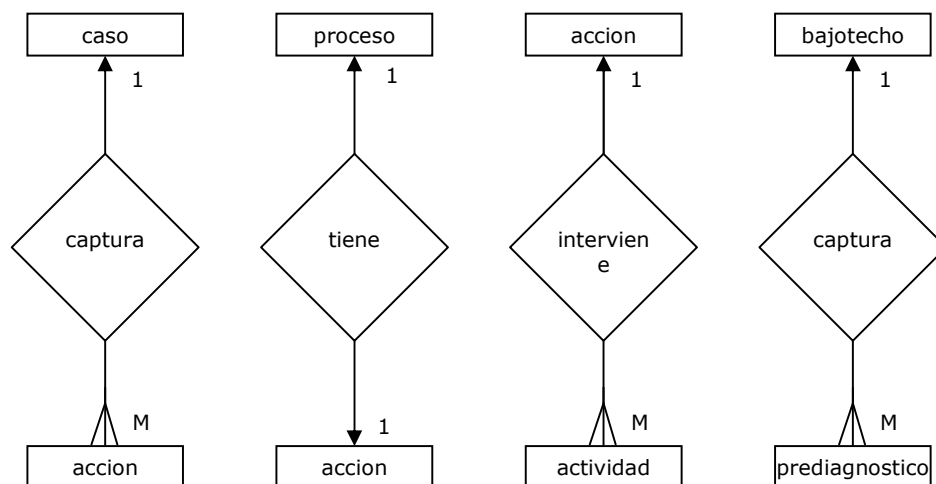 caso
1
captura
M
accion
proceso
1
tiene
1
accion
accion
1
intervien
e
M
actividad
bajotecho
1
captura
M
prediagnostico